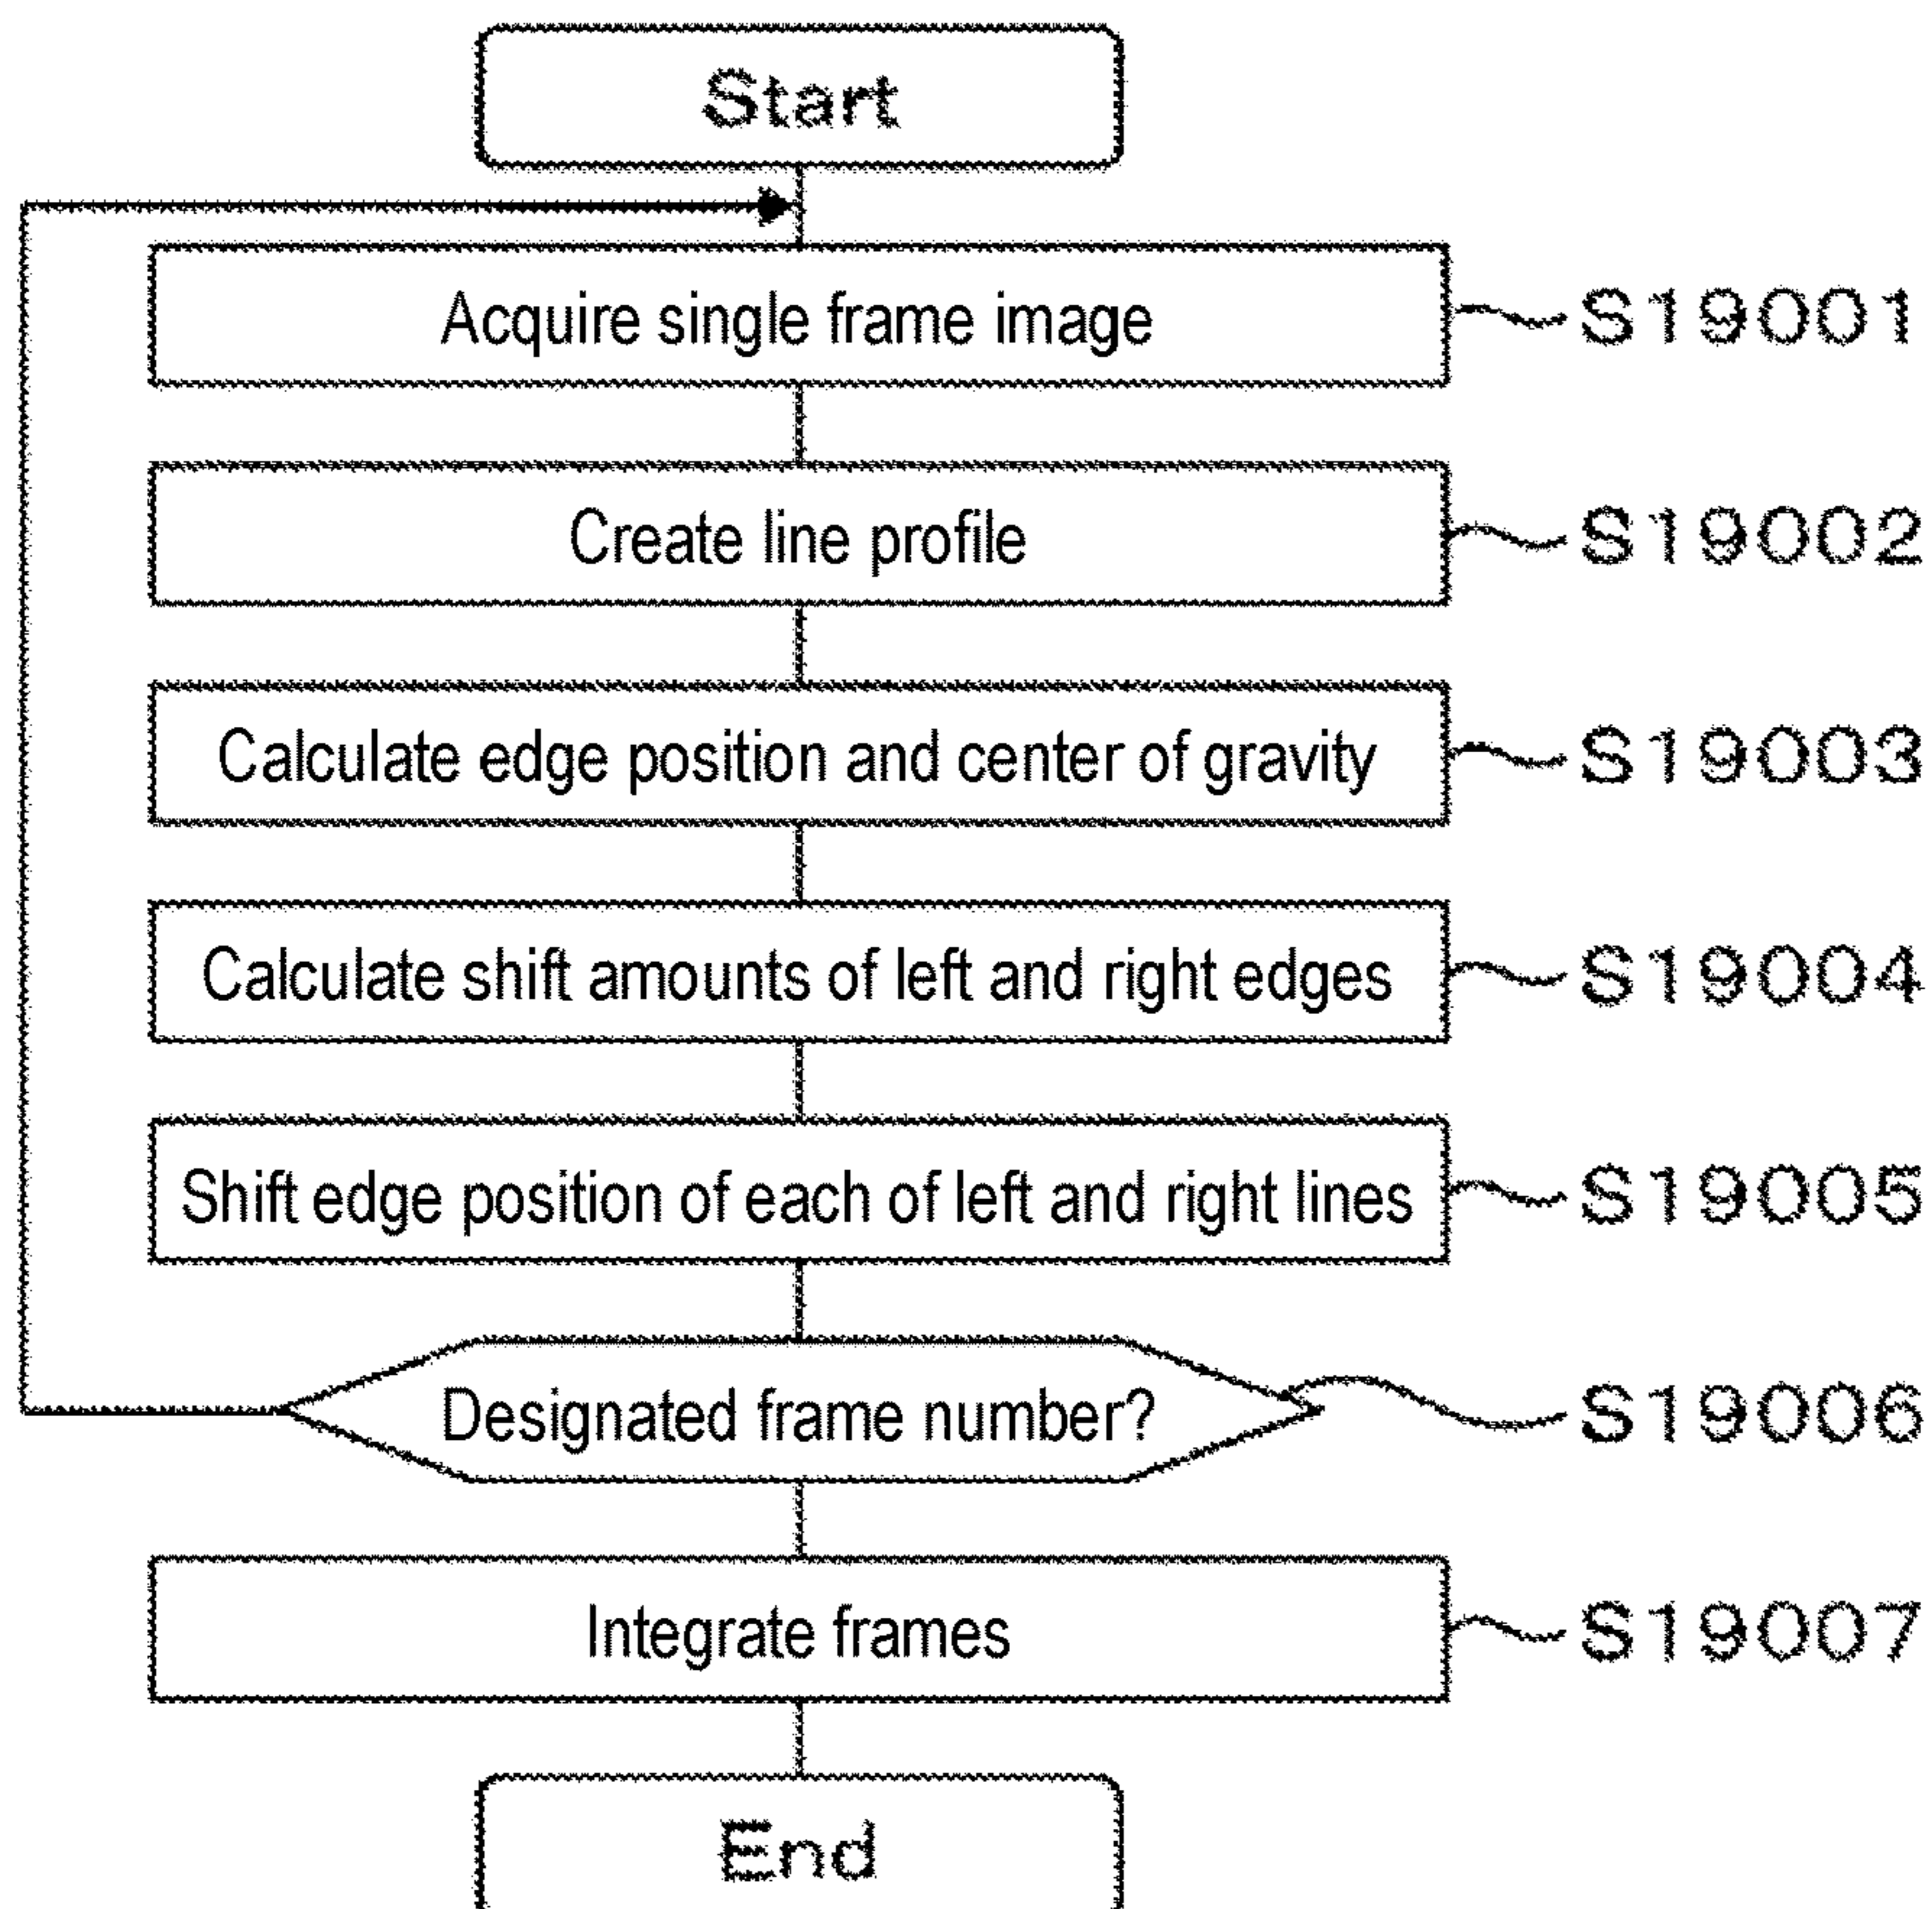 Start
Acquire single frame image
S19001
Create line profile
S19002
Calculate edge position and center of gravity
S19003
Calculate shift amounts of left and right edges
S19004
Shift edge position of each of left and right lines
S19005
Designated frame number?
S19006
Integrate frames
S19007
End